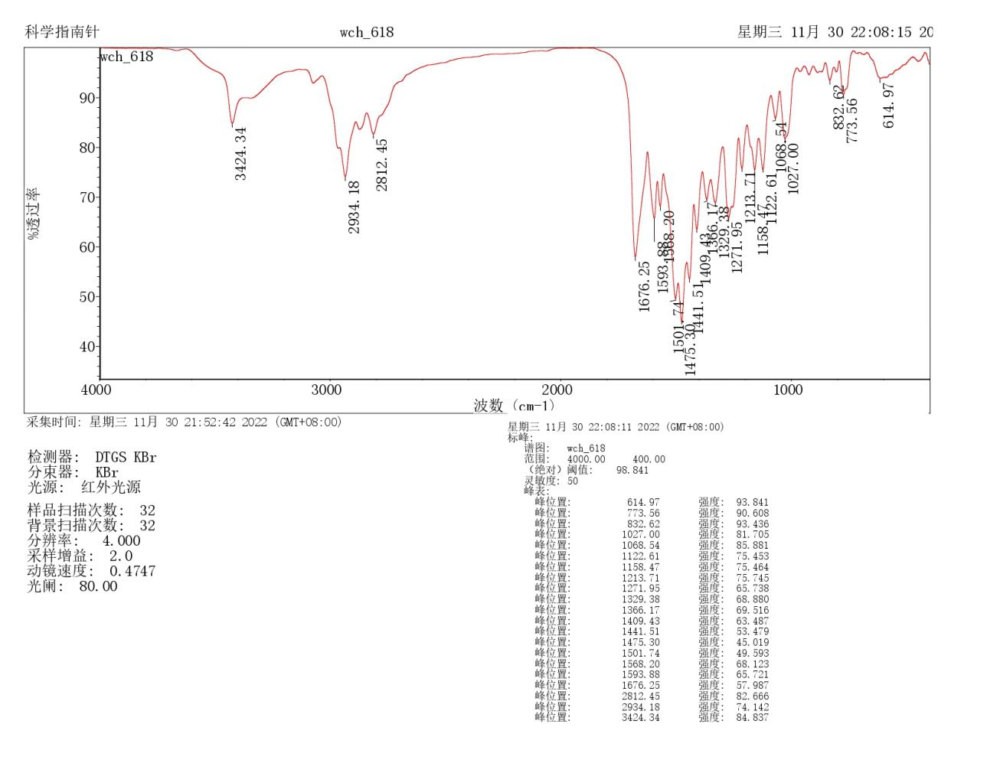 科学指南针 wch_618 星期三 11月 30 22:08:15 20
wch_618
90
80
70
60
50
40
%透过率
3424.34
2934.18
2812.45
1676.25
1593.88
1568.20
1501.74
1475.30
1441.51
1409.43
1366.17
1329.38
1271.95
1213.71
1158.47
1122.61
1068.54
1027.00
832.62
773.56
614.97
4000 3000 2000 1000
波数 (cm-1)
采集时间: 星期三 11月 30 21:52:42 2022 (GMT+08:00)
检测器: DTGS KBr
分束器: KBr
光源: 红外光源
样品扫描次数: 32
背景扫描次数: 32
分辨率: 4.000
采样增益: 2.0
动镜速度: 0.4747
光阑: 80.00
星期三 11月 30 22:08:11 2022 (GMT+08:00)
标峰:
谱图: wch_618
范围: 4000.00 400.00
（绝对）阈值: 98.841
灵敏度: 50
峰表:
峰位置: 614.97 强度: 93.841
峰位置: 773.56 强度: 90.608
峰位置: 832.62 强度: 93.436
峰位置: 1027.00 强度: 81.705
峰位置: 1068.54 强度: 85.881
峰位置: 1122.61 强度: 75.453
峰位置: 1158.47 强度: 75.464
峰位置: 1213.71 强度: 75.745
峰位置: 1271.95 强度: 65.738
峰位置: 1329.38 强度: 68.880
峰位置: 1366.17 强度: 69.516
峰位置: 1409.43 强度: 63.487
峰位置: 1441.51 强度: 53.479
峰位置: 1475.30 强度: 45.019
峰位置: 1501.74 强度: 49.593
峰位置: 1568.20 强度: 68.123
峰位置: 1593.88 强度: 65.721
峰位置: 1676.25 强度: 57.987
峰位置: 2812.45 强度: 82.666
峰位置: 2934.18 强度: 74.142
峰位置: 3424.34 强度: 84.837